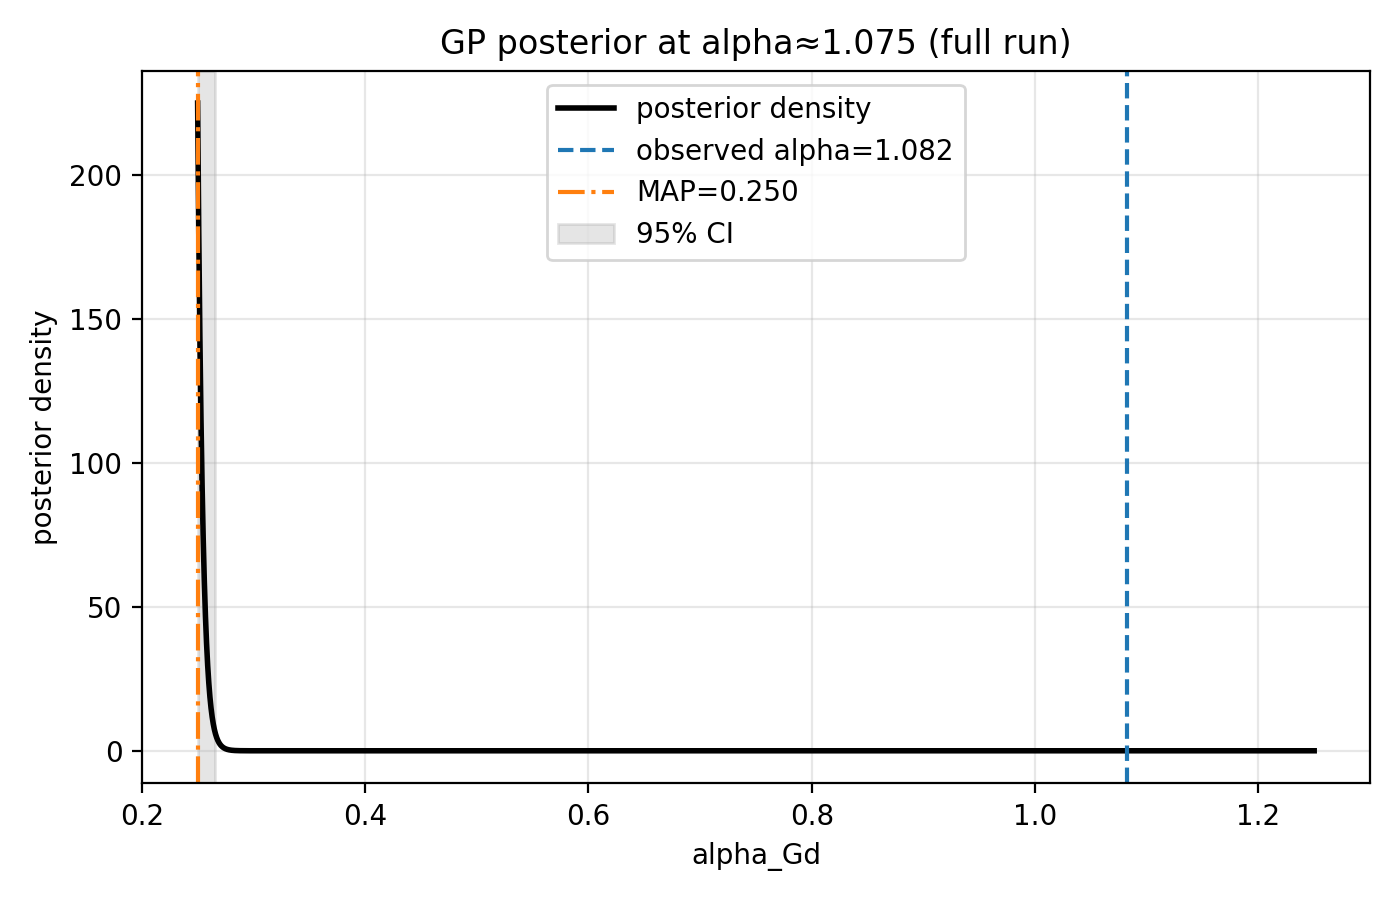 GP posterior at alpha≈1.075 (full run)
posterior density
observed alpha=1.082
MAP=0.250
95% CI
posterior density
200
150
100
50
0
0.2 0.4 0.6 0.8 1.0 1.2
alpha_Gd